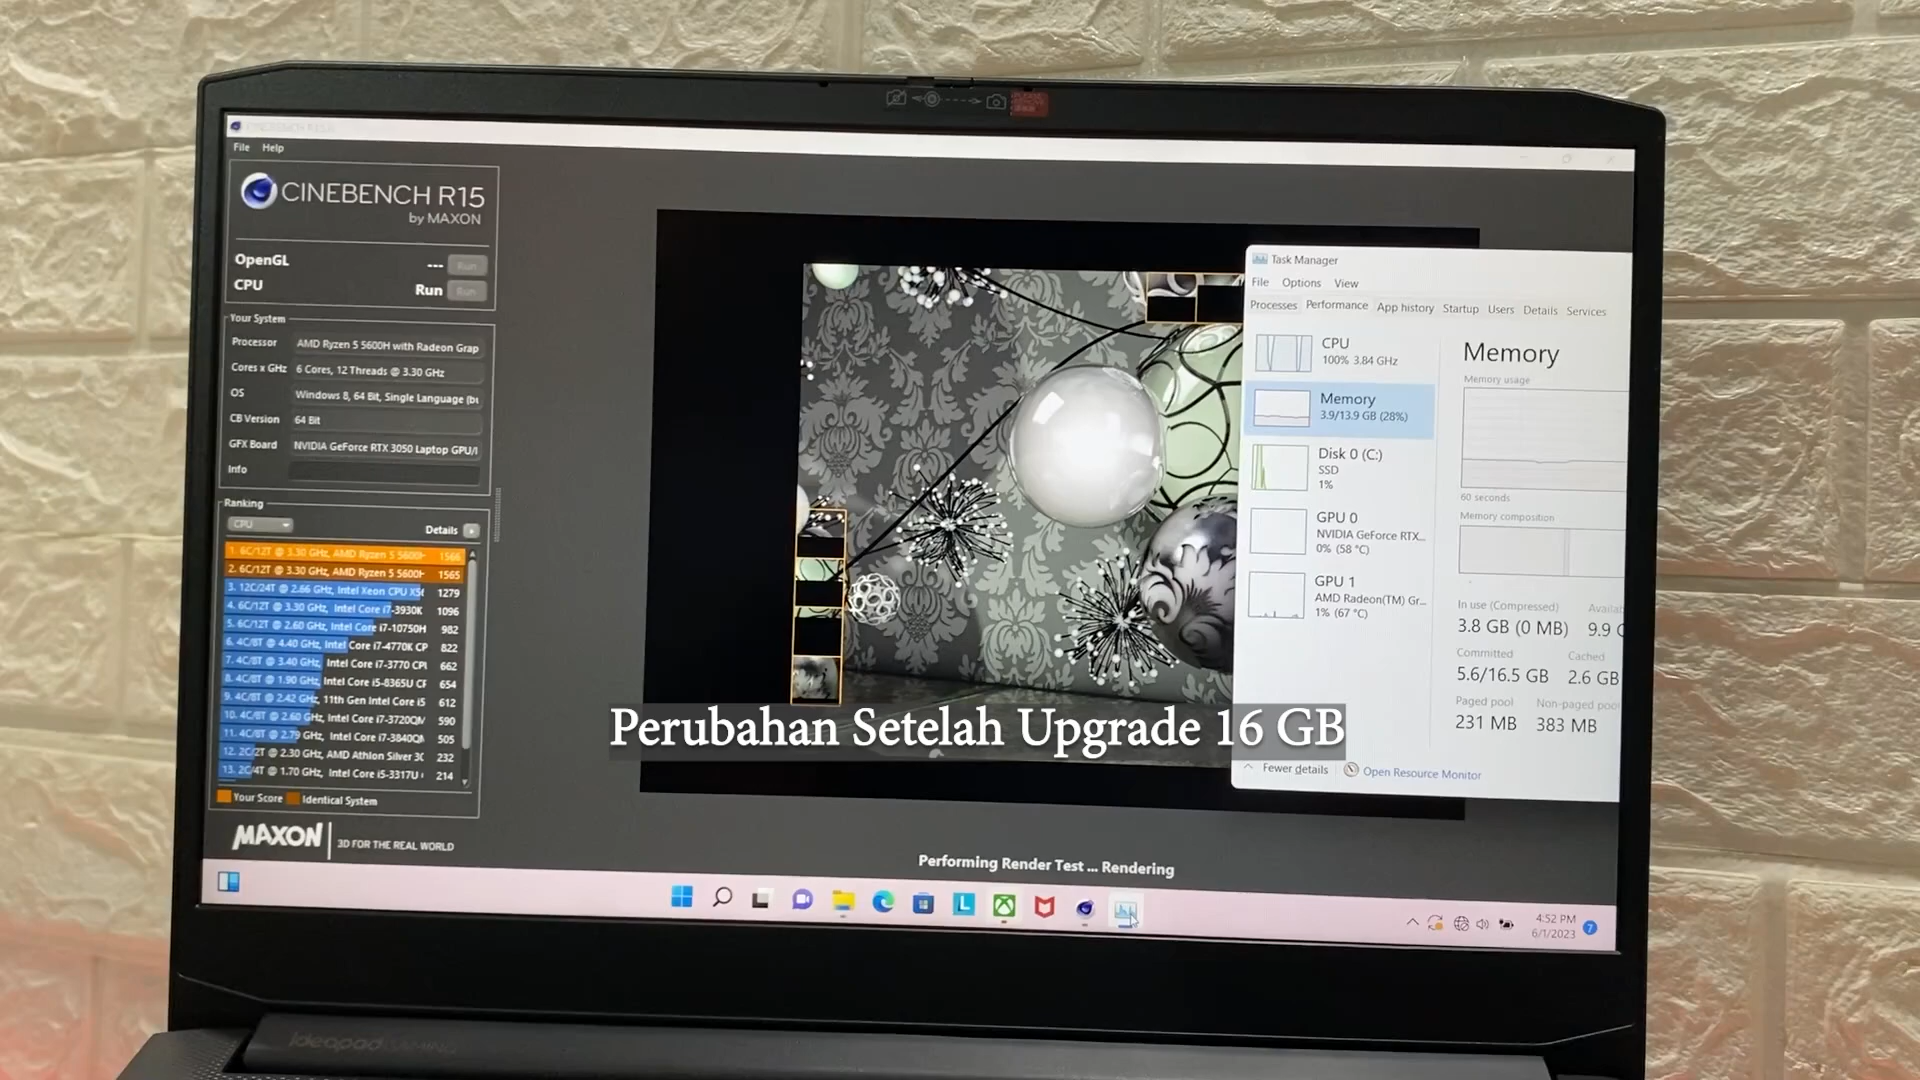 File Help
CINEBENCH R15
by MAXON
OpenGL --- Run
CPU Run Run
Your System
Processor AMD Ryzen 5 5600H with Radeon Grap
Cores x GHz 6 Cores, 12 Threads @ 3.30 GHz
OS Windows 8, 64 Bit, Single Language (bu
CB Version 64 Bit
GFX Board NVIDIA GeForce RTX 3050 Laptop GPU/
Info
Ranking
CPU Details
1. 6C/12T @ 3.30 GHz, AMD Ryzen 5 5600H 1566
2. 6C/12T @ 3.30 GHz, AMD Ryzen 5 5600H 1565
3. 12C/24T @ 2.66 GHz, Intel Xeon CPU X56 1279
4. 6C/12T @ 3.30 GHz, Intel Core i7-3930K 1096
5. 6C/12T @ 2.60 GHz, Intel Core i7-10750H 982
6. 4C/8T @ 4.40 GHz, Intel Core i7-4770K CP 822
7. 4C/8T @ 3.40 GHz, Intel Core i7-3770 CPU 662
8. 4C/8T @ 1.90 GHz, Intel Core i5-8365U CF 654
9. 4C/8T @ 2.42 GHz, 11th Gen Intel Core i5 612
10. 4C/8T @ 2.60 GHz, Intel Core i7-3720QM 590
11. 4C/8T @ 2.79 GHz, Intel Core i7-3840QM 505
12. 2C/2T @ 2.30 GHz, AMD Athlon Silver 30 232
13. 2C/4T @ 1.70 GHz, Intel Core i5-3317U 214
Your Score Identical System
MAXON 3D FOR THE REAL WORLD
Performing Render Test ... Rendering
Task Manager
File Options View
Processes Performance App history Startup Users Details Services
CPU
100% 3.84 GHz
Memory
3.9/13.9 GB (28%)
Disk 0 (C:)
SSD
1%
GPU 0
NVIDIA GeForce RTX...
0% (58 °C)
GPU 1
AMD Radeon(TM) Gr...
1% (67 °C)
Memory
Memory usage
60 seconds
Memory composition
In use (Compressed) Availab
3.8 GB (0 MB) 9.9 G
Committed Cached
5.6/16.5 GB 2.6 GB
Paged pool Non-paged pool
231 MB 383 MB
Fewer details Open Resource Monitor
Perubahan Setelah Upgrade 16 GB
4:52 PM
6/1/2023
7
ideapad GAMING